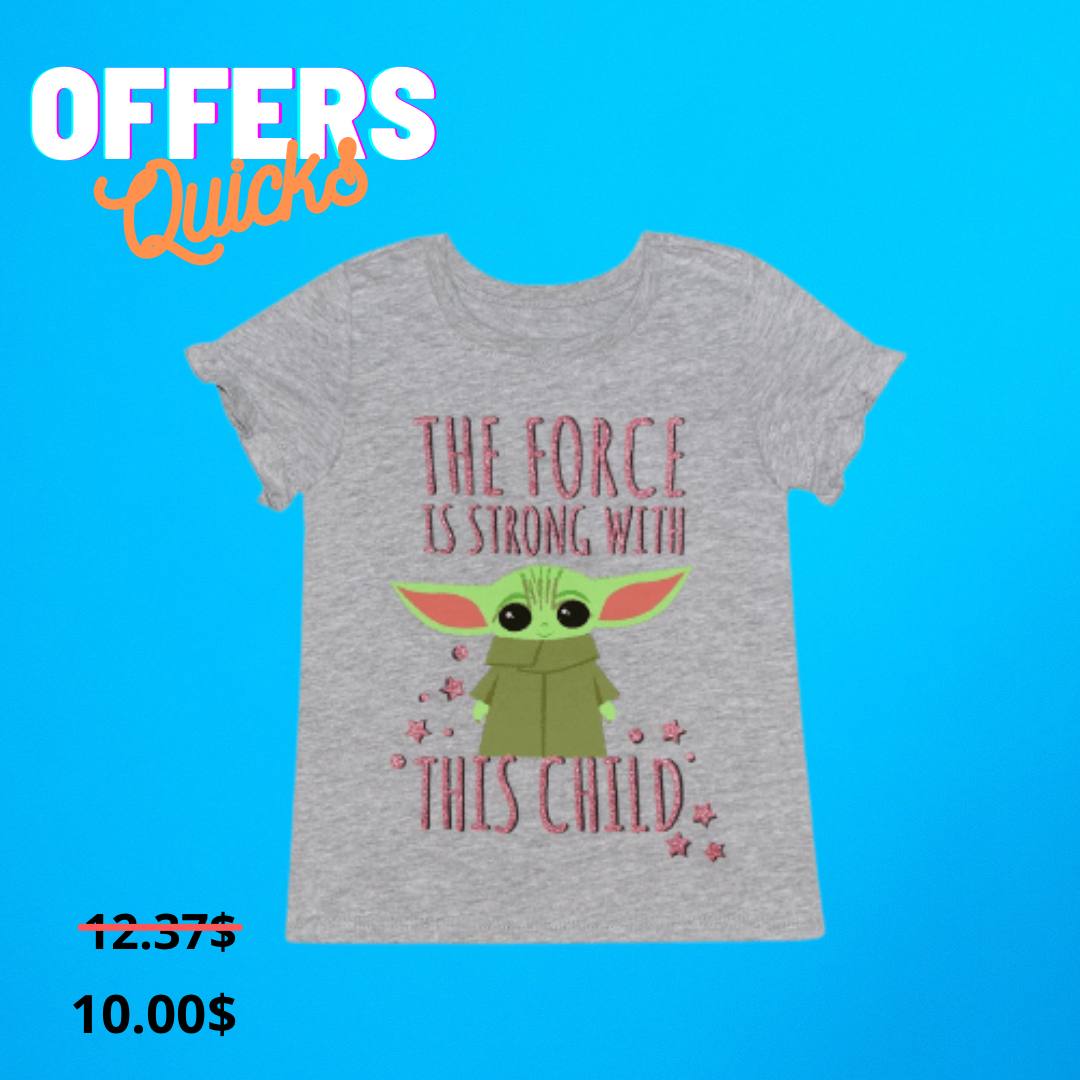 OFFERS
Quicks
THE FORCE
IS STRONG WITH
THIS CHILD
12.37$
10.00$